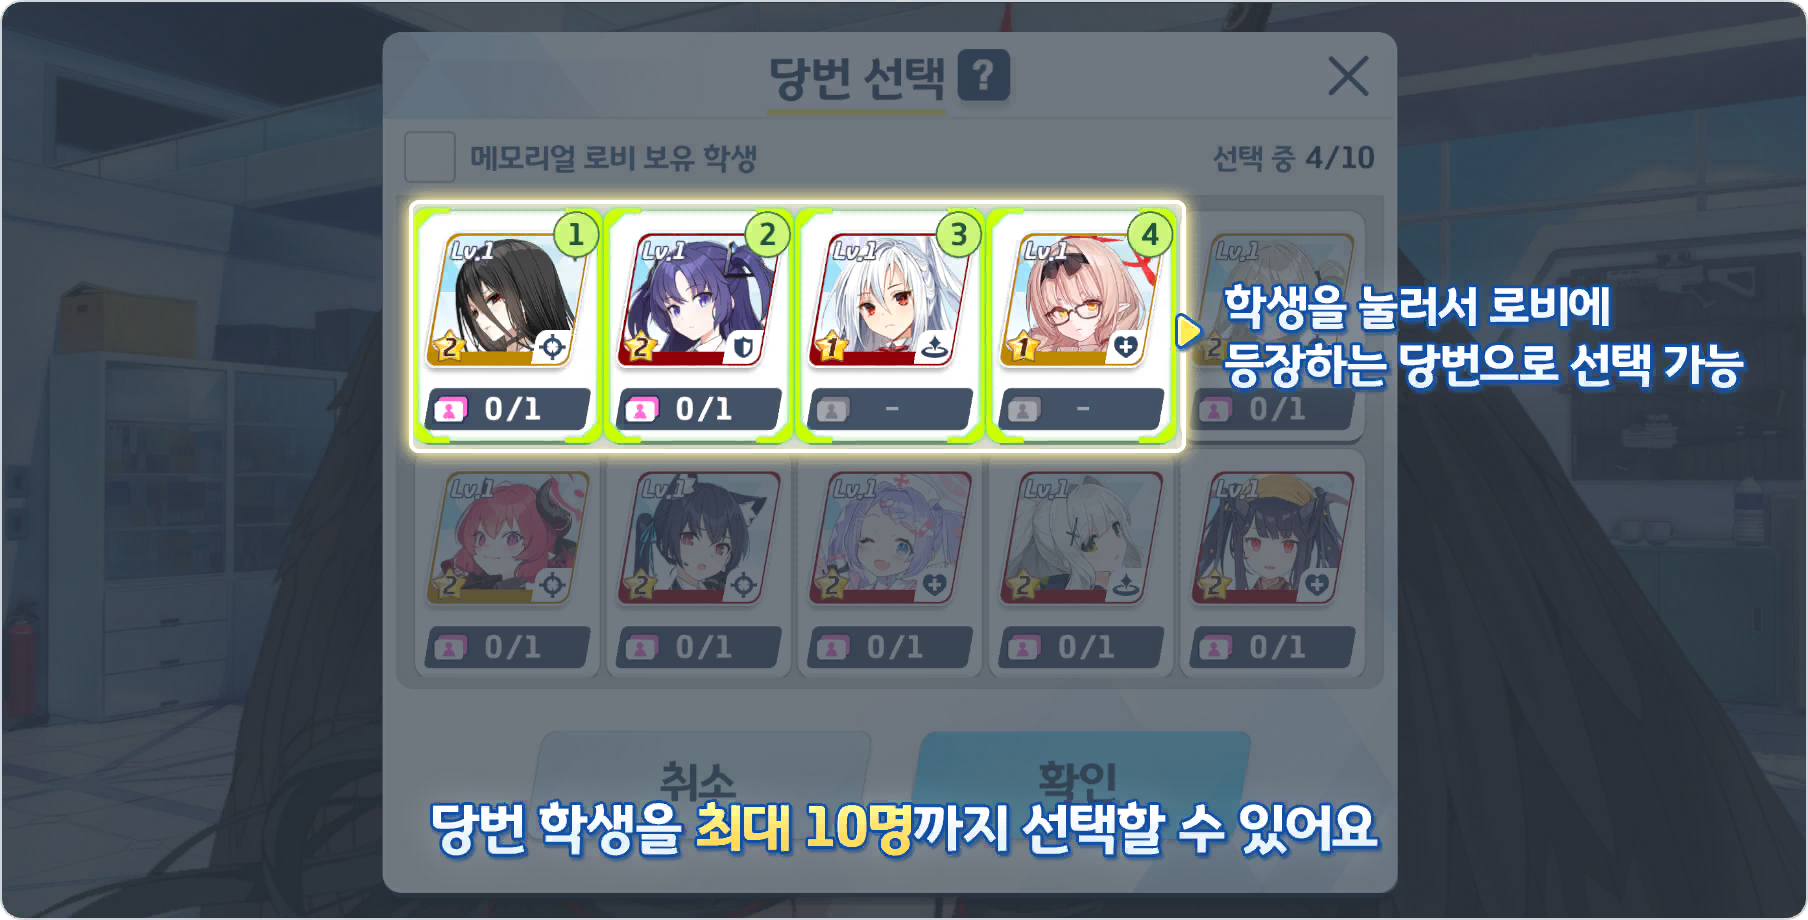 당번 선택 ?
메모리얼 로비 보유 학생
선택 중 4/10
Lv.1 1 Lv.1 2 Lv.1 3 Lv.1 4 Lv.1
2 2 1 1 2
0/1 0/1 - - 0/1
학생을 눌러서 로비에
등장하는 당번으로 선택 가능
Lv.1 Lv.1 Lv.1 Lv.1 Lv.1
2 2 2 2 2
0/1 0/1 0/1 0/1 0/1
취소 확인
당번 학생을 최대 10명까지 선택할 수 있어요